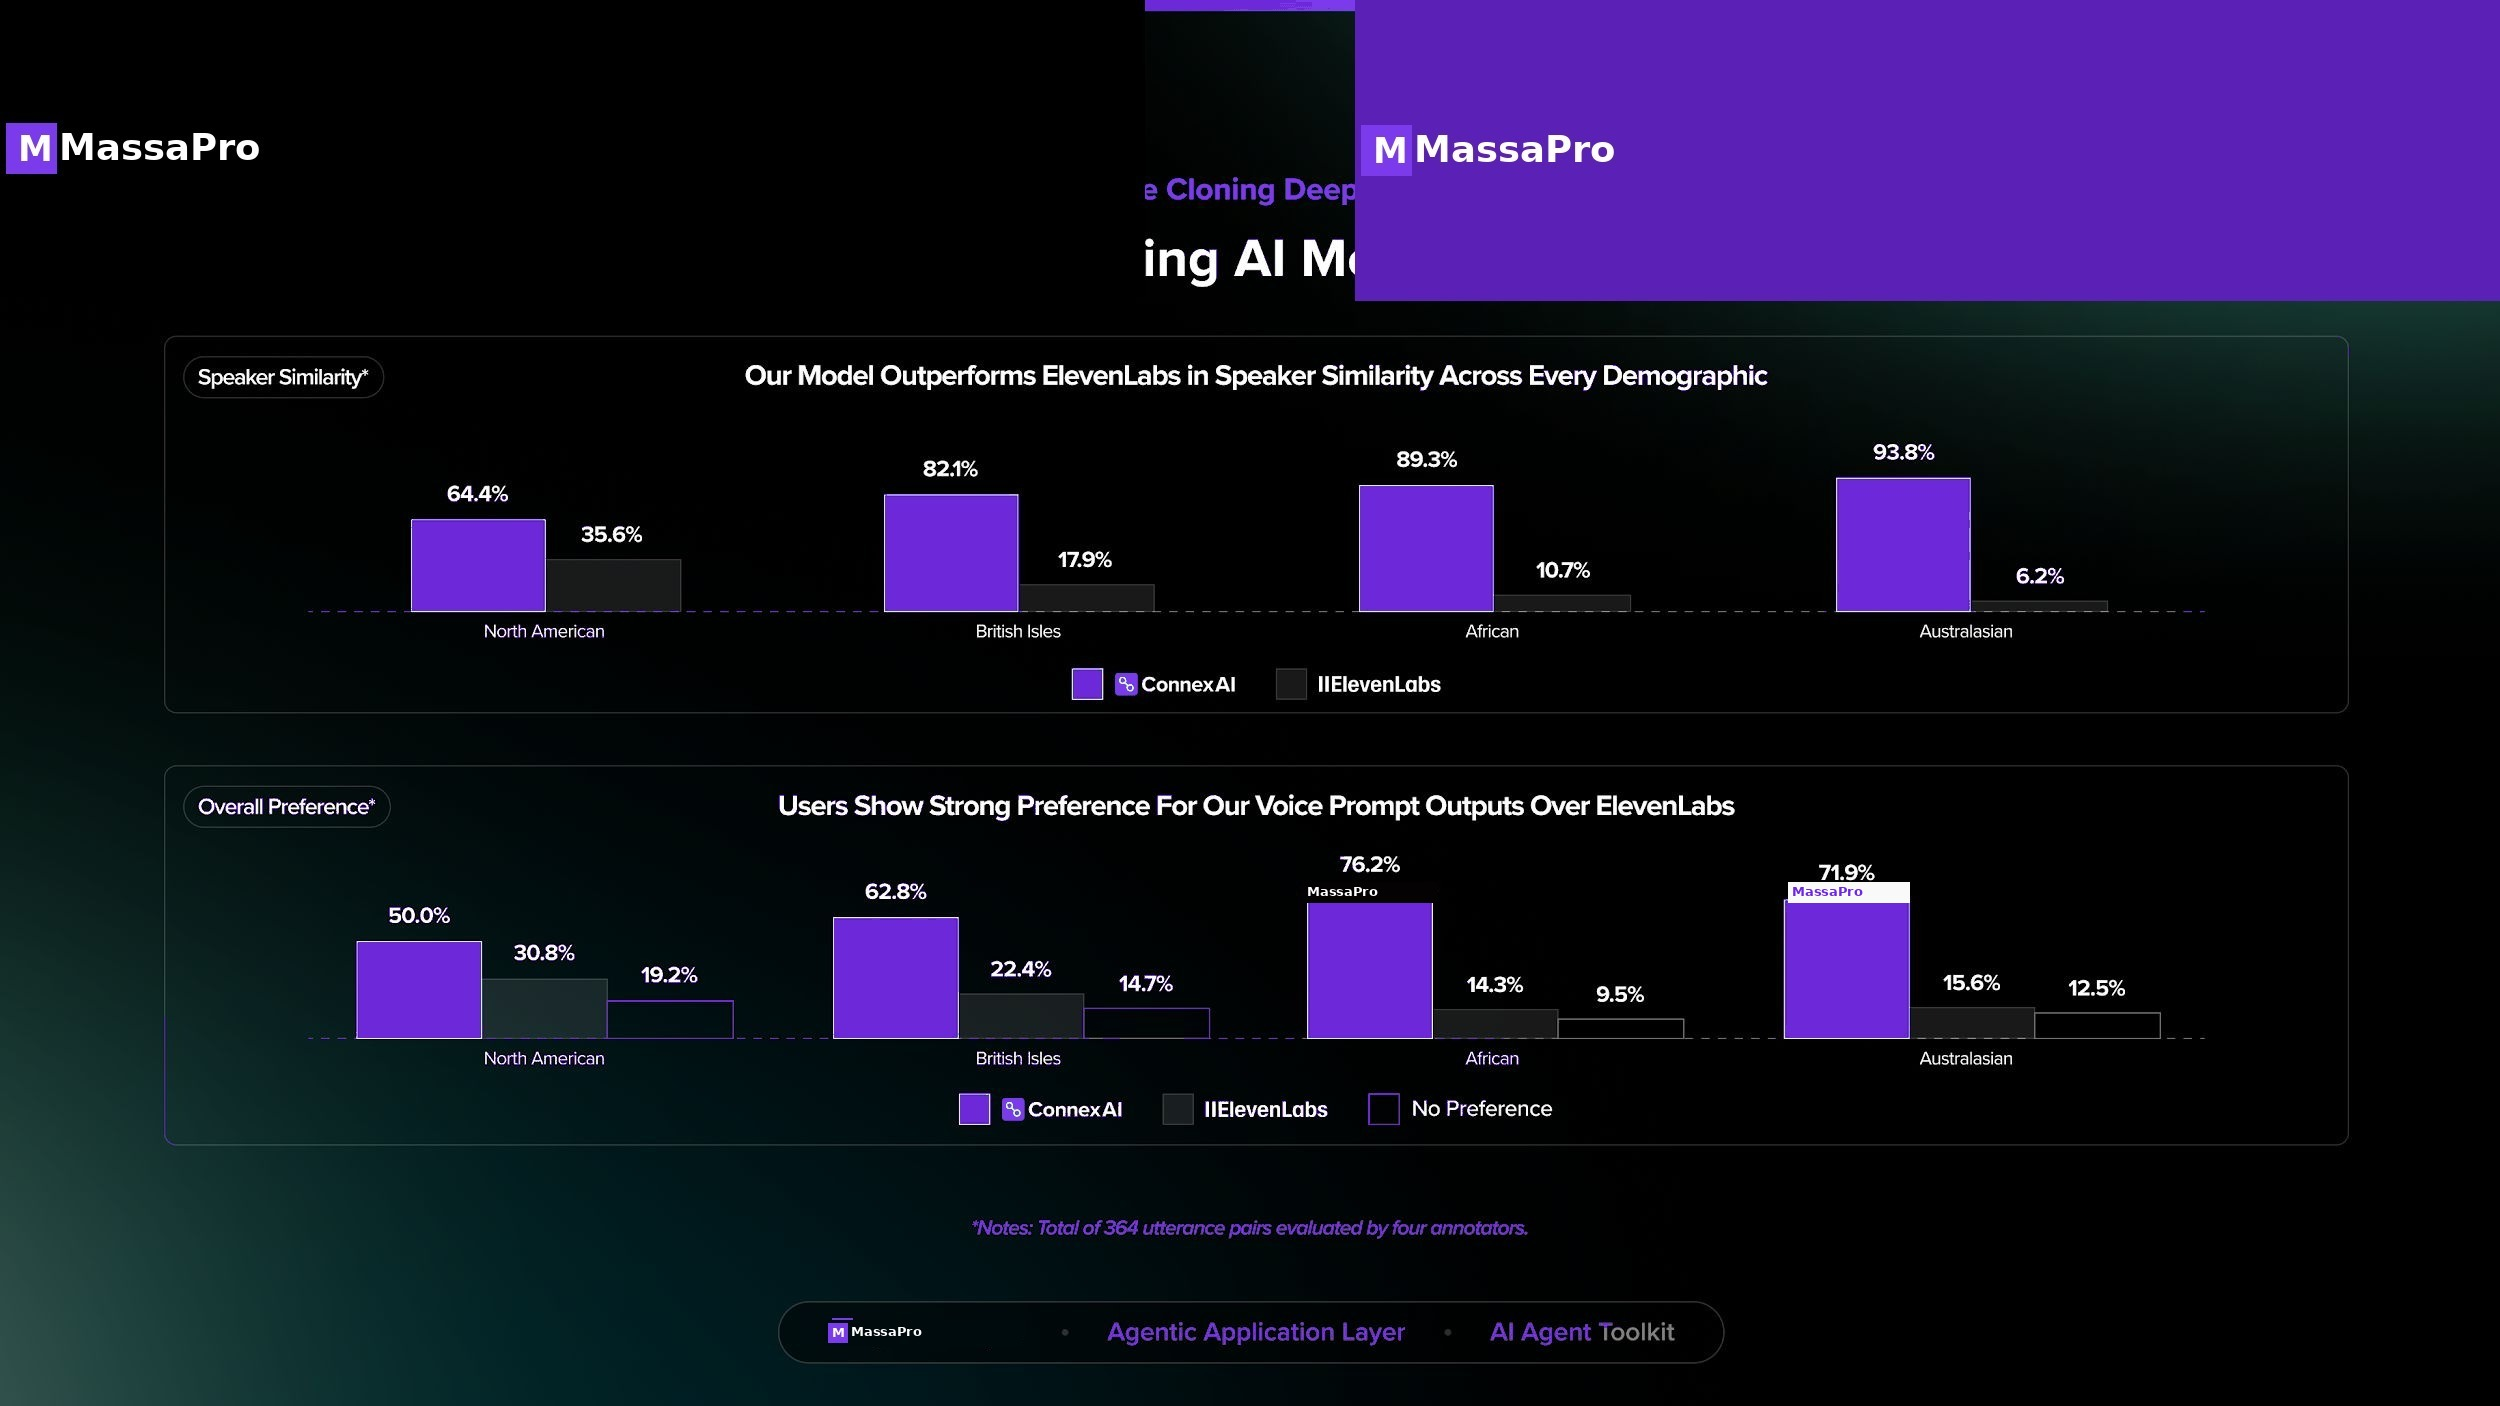 M MassaPro
M MassaPro
e Cloning Deep
ing AI Mo
Speaker Similarity*
Our Model Outperforms ElevenLabs in Speaker Similarity Across Every Demographic
64.4%
35.6%
82.1%
17.9%
89.3%
10.7%
93.8%
6.2%
North American
British Isles
African
Australasian
ConnexAI
IIElevenLabs
Overall Preference*
Users Show Strong Preference For Our Voice Prompt Outputs Over ElevenLabs
50.0%
30.8%
19.2%
62.8%
22.4%
14.7%
76.2%
MassaPro
14.3%
9.5%
71.9%
MassaPro
15.6%
12.5%
North American
British Isles
African
Australasian
ConnexAI
IIElevenLabs
No Preference
*Notes: Total of 364 utterance pairs evaluated by four annotators.
M MassaPro • Agentic Application Layer • AI Agent Toolkit